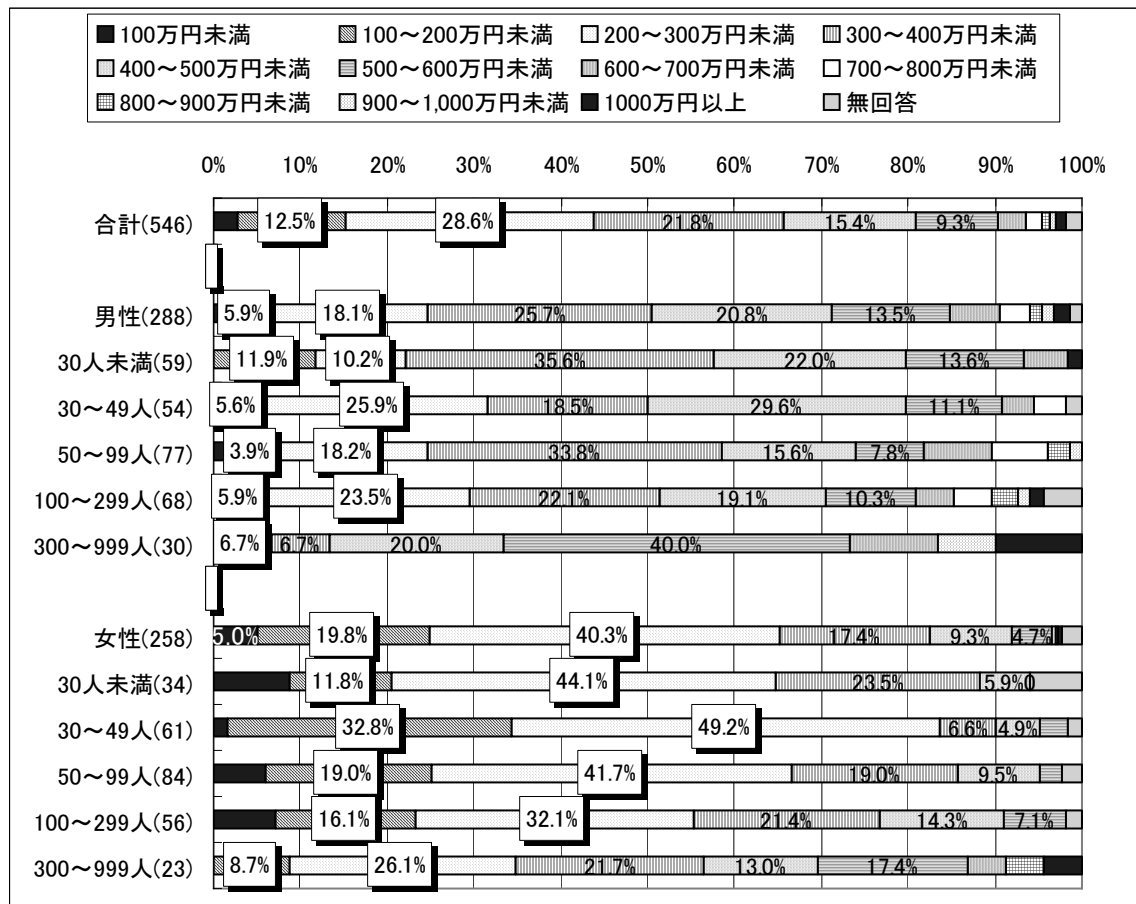 100万円未満 100～200万円未満 200～300万円未満 300～400万円未満
400～500万円未満 500～600万円未満 600～700万円未満 700～800万円未満
800～900万円未満 900～1,000万円未満 1000万円以上 無回答
0% 10% 20% 30% 40% 50% 60% 70% 80% 90% 100%
合計(546) 12.5% 28.6% 21.8% 15.4% 9.3%
男性(288) 5.9% 18.1% 25.7% 20.8% 13.5%
30人未満(59) 11.9% 10.2% 35.6% 22.0% 13.6%
30～49人(54) 5.6% 25.9% 18.5% 29.6% 11.1%
50～99人(77) 3.9% 18.2% 33.8% 15.6% 7.8%
100～299人(68) 5.9% 23.5% 22.1% 19.1% 10.3%
300～999人(30) 6.7% 6.7% 20.0% 40.0%
女性(258) 5.0% 19.8% 40.3% 17.4% 9.3% 4.7%
30人未満(34) 11.8% 44.1% 23.5% 5.9% 0
30～49人(61) 32.8% 49.2% 6.6% 4.9%
50～99人(84) 19.0% 41.7% 19.0% 9.5%
100～299人(56) 16.1% 32.1% 21.4% 14.3% 7.1%
300～999人(23) 8.7% 26.1% 21.7% 13.0% 17.4%